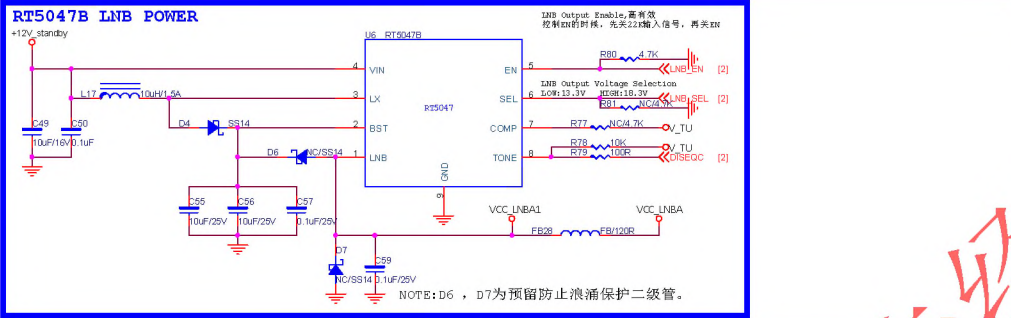 RT5047B LNB POWER
+12V_standby
LNB Output Enable,高有效
控制EN的时候，先关22K输入信号，再关EN
U6 RT5047B
R80 4.7K
4 VIN EN 5
LNB_EN [2]
LNB Output Voltage Selection
LOW:13.3V HIGH:18.3V
L17 10uH/1.5A
3 LX SEL 6
LNB_SEL [2]
R81 NC/4.7K
RT5047
D4 SS14
2 BST COMP 7
R77 NC/4.7K V_TU
C49 10uF/16V
C50 0.1uF
R78 10K V_TU
D6 NC/SS14
1 LNB TONE 8
R79 100R DISEQC [2]
GND
9
C55 10uF/25V
C56 10uF/25V
C57 0.1uF/25V
VCC_LNBA1 VCC_LNBA
FB28 FB/120R
D7 NC/SS14
C59 0.1uF/25V
NOTE:D6 ，D7为预留防止浪涌保护二级管。